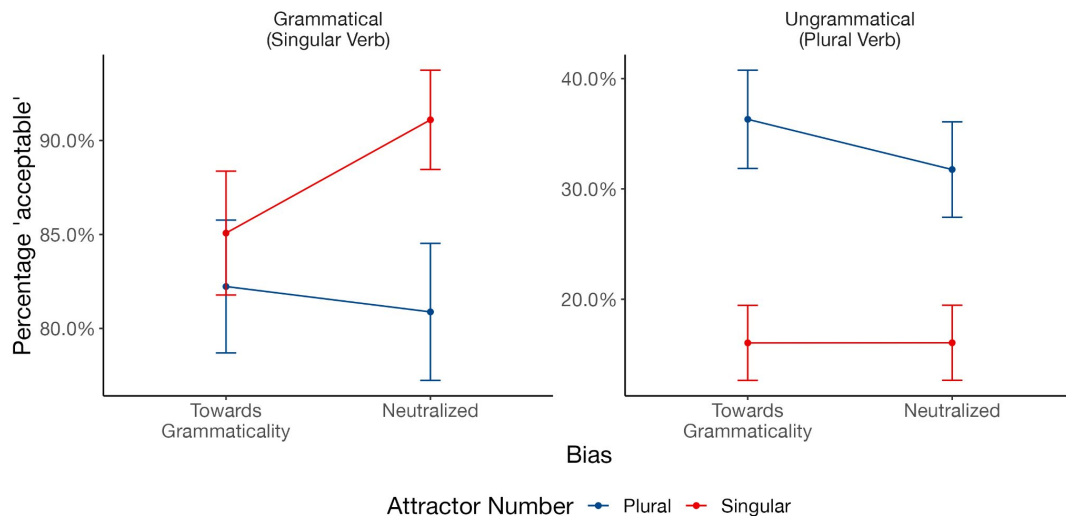 Grammatical
(Singular Verb)
Ungrammatical
(Plural Verb)
Percentage 'acceptable'
90.0%
85.0%
80.0%
40.0%
30.0%
20.0%
Towards
Grammaticality
Neutralized
Towards
Grammaticality
Neutralized
Bias
Attractor Number Plural Singular